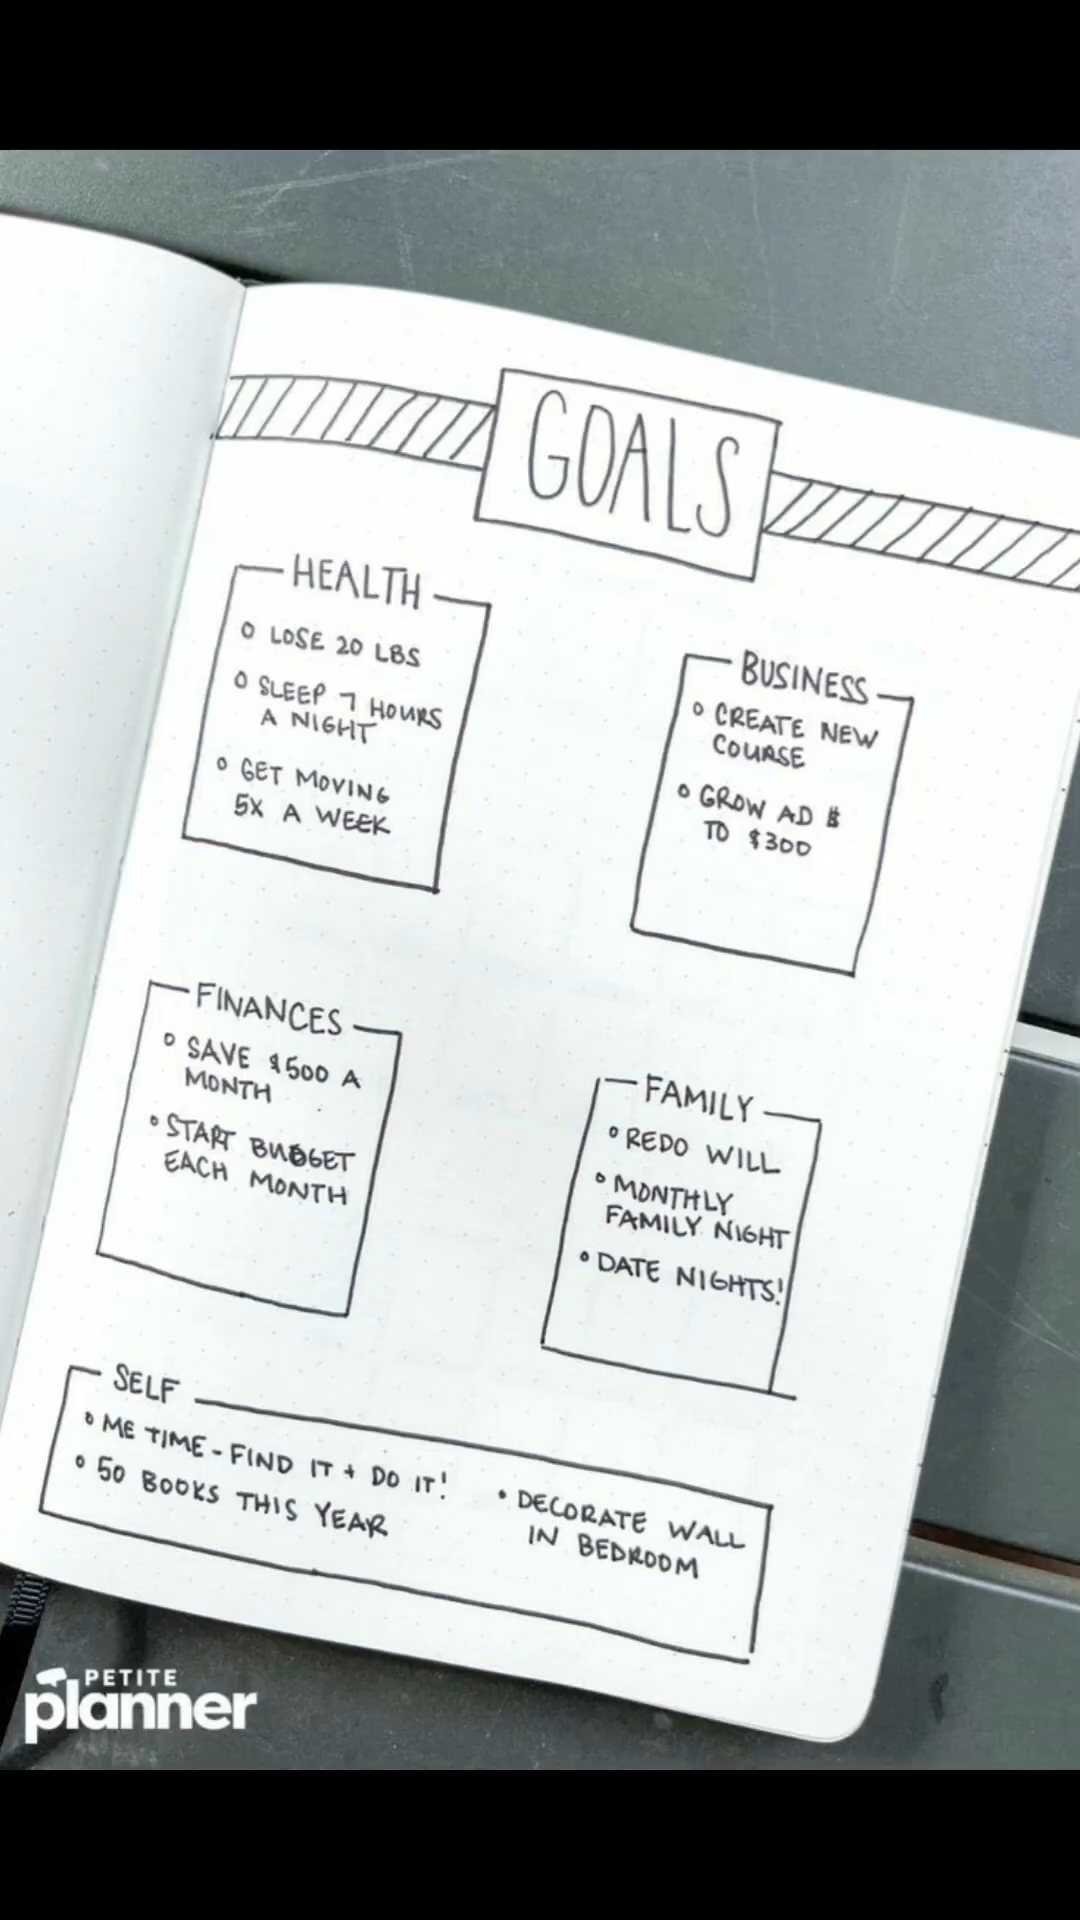 GOALS
HEALTH
LOSE 20 LBS
SLEEP 7 HOURS
A NIGHT
GET MOVING
5X A WEEK
BUSINESS
CREATE NEW
COURSE
GROW AD $
TO $300
FINANCES
SAVE $500 A
MONTH
START BUDGET
EACH MONTH
FAMILY
REDO WILL
MONTHLY
FAMILY NIGHT
DATE NIGHTS!
SELF
ME TIME - FIND IT + DO IT!
50 BOOKS THIS YEAR
DECORATE WALL
IN BEDROOM
PETITE
planner